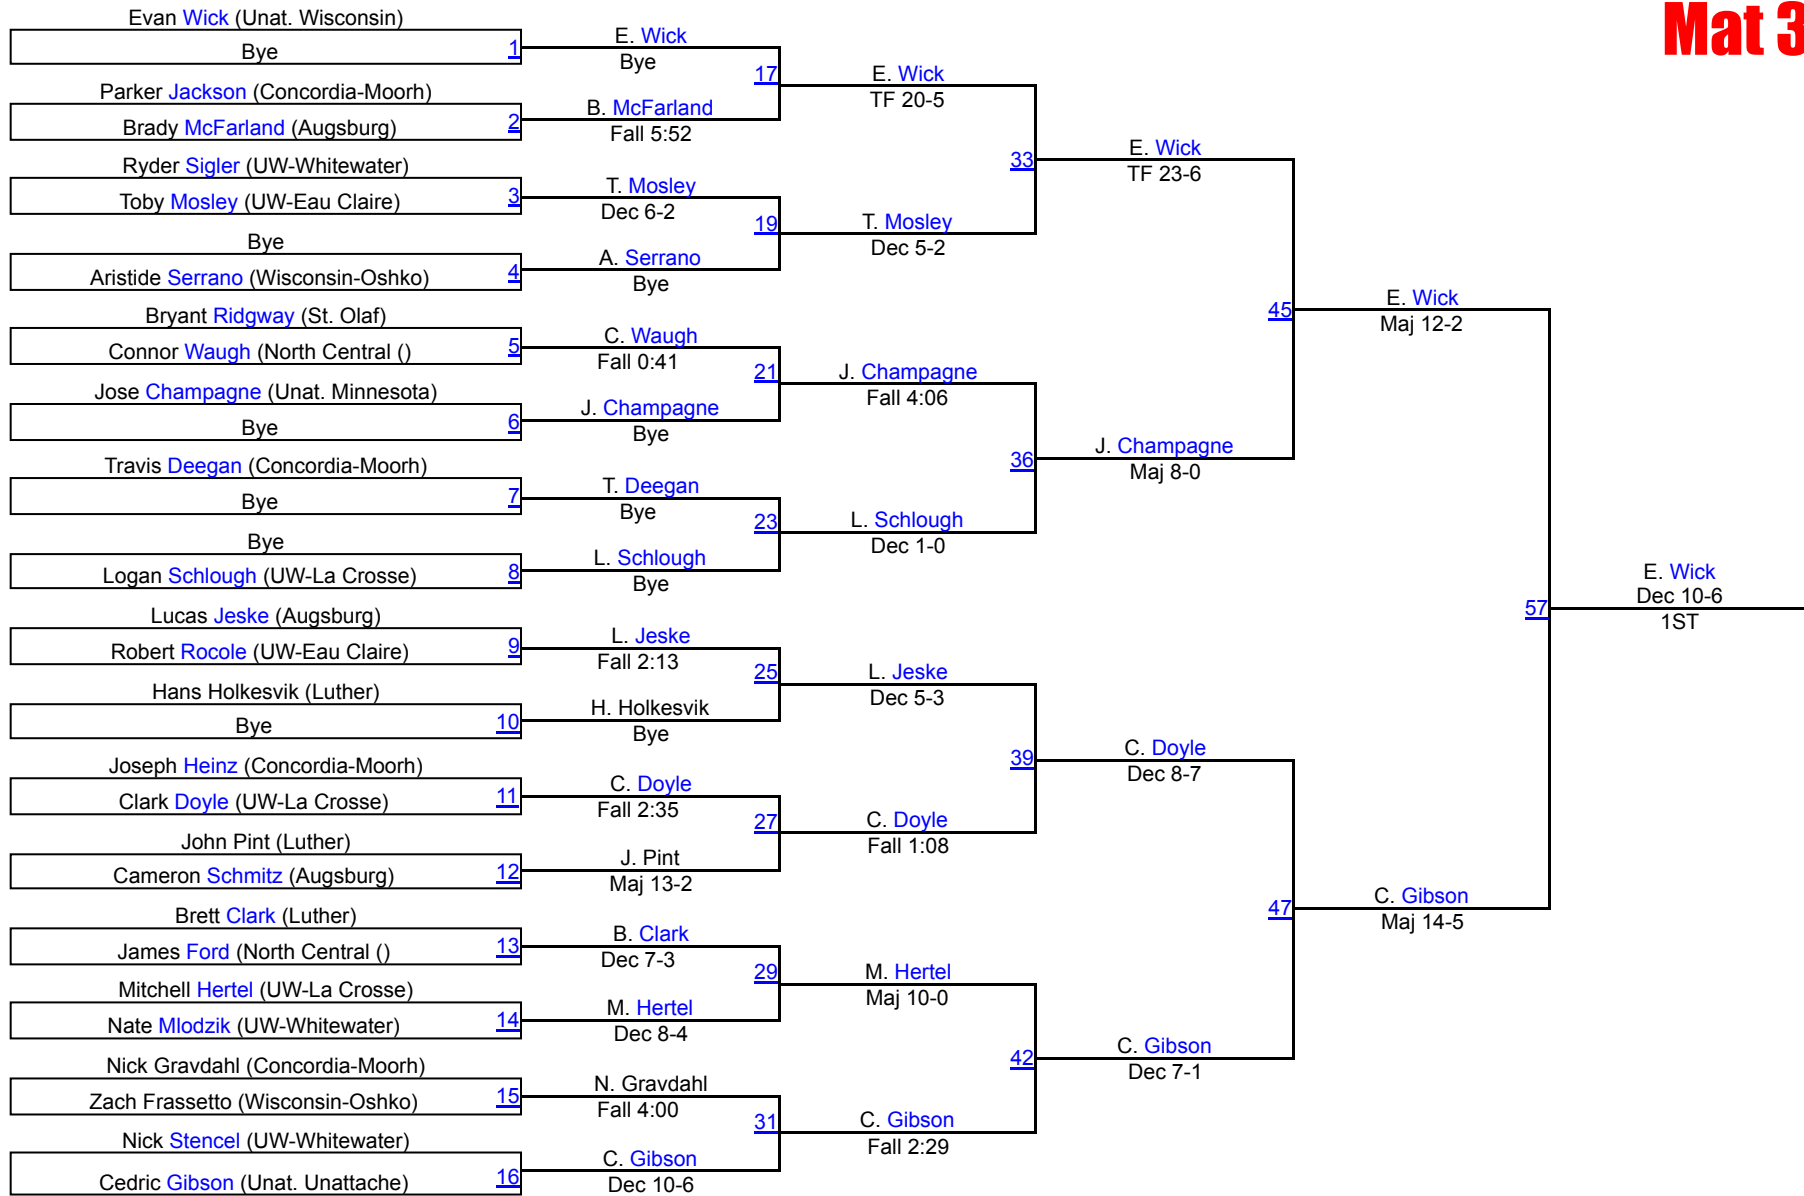 Mat 3
Evan Wick (Unat. Wisconsin)
Bye
1
Parker Jackson (Concordia-Moorh)
Brady McFarland (Augsburg)
2
Ryder Sigler (UW-Whitewater)
Toby Mosley (UW-Eau Claire)
3
Bye
Aristide Serrano (Wisconsin-Oshko)
4
Bryant Ridgway (St. Olaf)
Connor Waugh (North Central ()
5
Jose Champagne (Unat. Minnesota)
Bye
6
Travis Deegan (Concordia-Moorh)
Bye
7
Bye
Logan Schlough (UW-La Crosse)
8
Lucas Jeske (Augsburg)
Robert Rocole (UW-Eau Claire)
9
Hans Holkesvik (Luther)
Bye
10
Joseph Heinz (Concordia-Moorh)
Clark Doyle (UW-La Crosse)
11
John Pint (Luther)
Cameron Schmitz (Augsburg)
12
Brett Clark (Luther)
James Ford (North Central ()
13
Mitchell Hertel (UW-La Crosse)
Nate Mlodzik (UW-Whitewater)
14
Nick Gravdahl (Concordia-Moorh)
Zach Frassetto (Wisconsin-Oshko)
15
Nick Stencel (UW-Whitewater)
Cedric Gibson (Unat. Unattache)
16
E. Wick
Bye
17
B. McFarland
Fall 5:52
T. Mosley
Dec 6-2
19
A. Serrano
Bye
C. Waugh
Fall 0:41
21
J. Champagne
Bye
T. Deegan
Bye
23
L. Schlough
Bye
L. Jeske
Fall 2:13
25
H. Holkesvik
Bye
C. Doyle
Fall 2:35
27
J. Pint
Maj 13-2
B. Clark
Dec 7-3
29
M. Hertel
Dec 8-4
N. Gravdahl
Fall 4:00
31
C. Gibson
Dec 10-6
E. Wick
TF 20-5
33
T. Mosley
Dec 5-2
J. Champagne
Fall 4:06
36
L. Schlough
Dec 1-0
L. Jeske
Dec 5-3
39
C. Doyle
Fall 1:08
M. Hertel
Maj 10-0
42
C. Gibson
Fall 2:29
E. Wick
TF 23-6
45
J. Champagne
Maj 8-0
C. Doyle
Dec 8-7
47
C. Gibson
Dec 7-1
E. Wick
Maj 12-2
57
C. Gibson
Maj 14-5
E. Wick
Dec 10-6
1ST